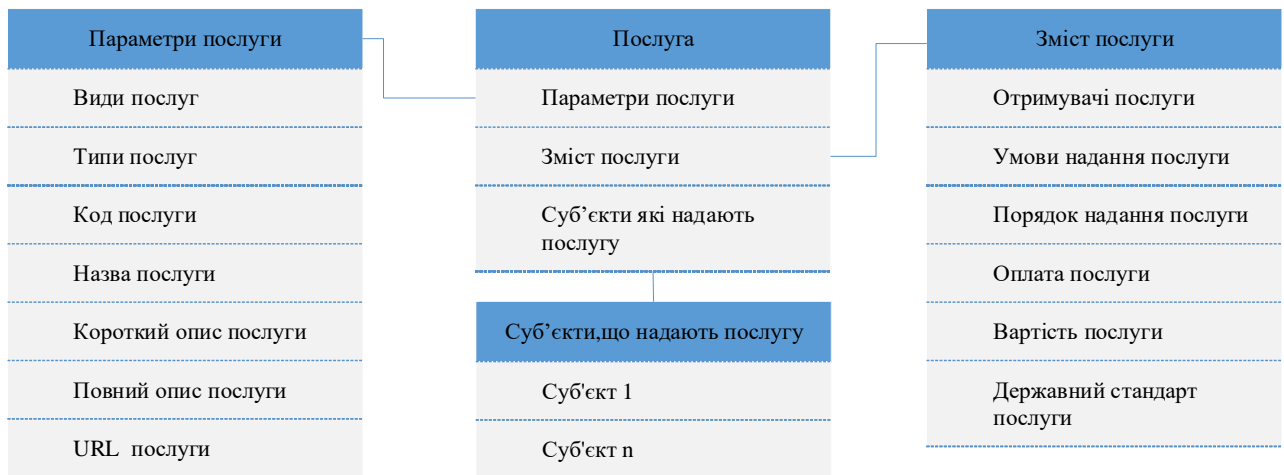 Параметри послуги
Види послуг
Типи послуг
Код послуги
Назва послуги
Короткий опис послуги
Повний опис послуги
URL послуги
Послуга
Параметри послуги
Зміст послуги
Суб’єкти які надають
послугу
Суб’єкти,що надають послугу
Суб'єкт 1
Суб'єкт n
Зміст послуги
Отримувачі послуги
Умови надання послуги
Порядок надання послуги
Оплата послуги
Вартість послуги
Державний стандарт
послуги